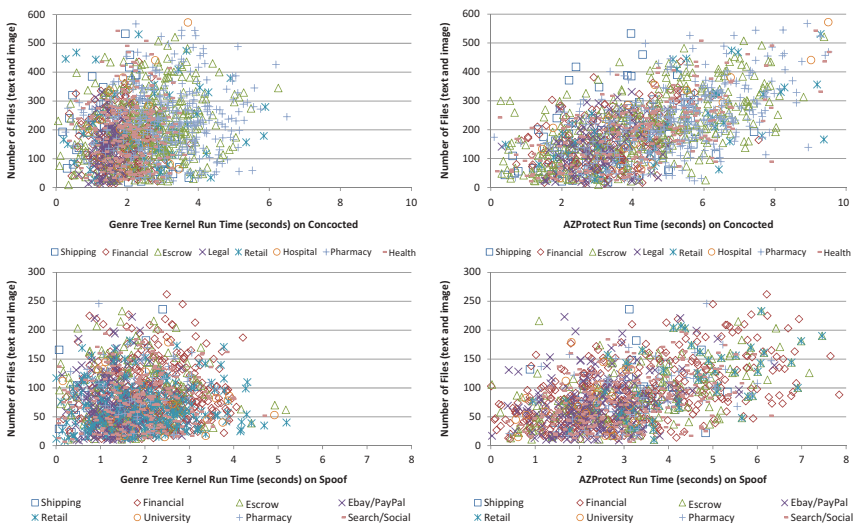 Number of Files (text and image)
600
500
400
300
200
100
0
0 2 4 6 8 10
Genre Tree Kernel Run Time (seconds) on Concocted
Number of Files (text and image)
600
500
400
300
200
100
0
0 1 2 3 4 5 6 7 8 9 10
AZProtect Run Time (seconds) on Concocted
Shipping Financial Escrow Legal Retail Hospital Pharmacy Health
Shipping Financial Escrow Legal Retail Hospital Pharmacy Health
Number of Files (text and image)
300
250
200
150
100
50
0
0 1 2 3 4 5 6 7 8
Genre Tree Kernel Run Time (seconds) on Spoof
Shipping Financial Escrow Ebay/PayPal
Retail University Pharmacy Search/Social
Number of Files (text and image)
300
250
200
150
100
50
0
0 1 2 3 4 5 6 7 8
AZProtect Run Time (seconds) on Spoof
Shipping Financial Escrow Ebay/PayPal
Retail University Pharmacy Search/Social